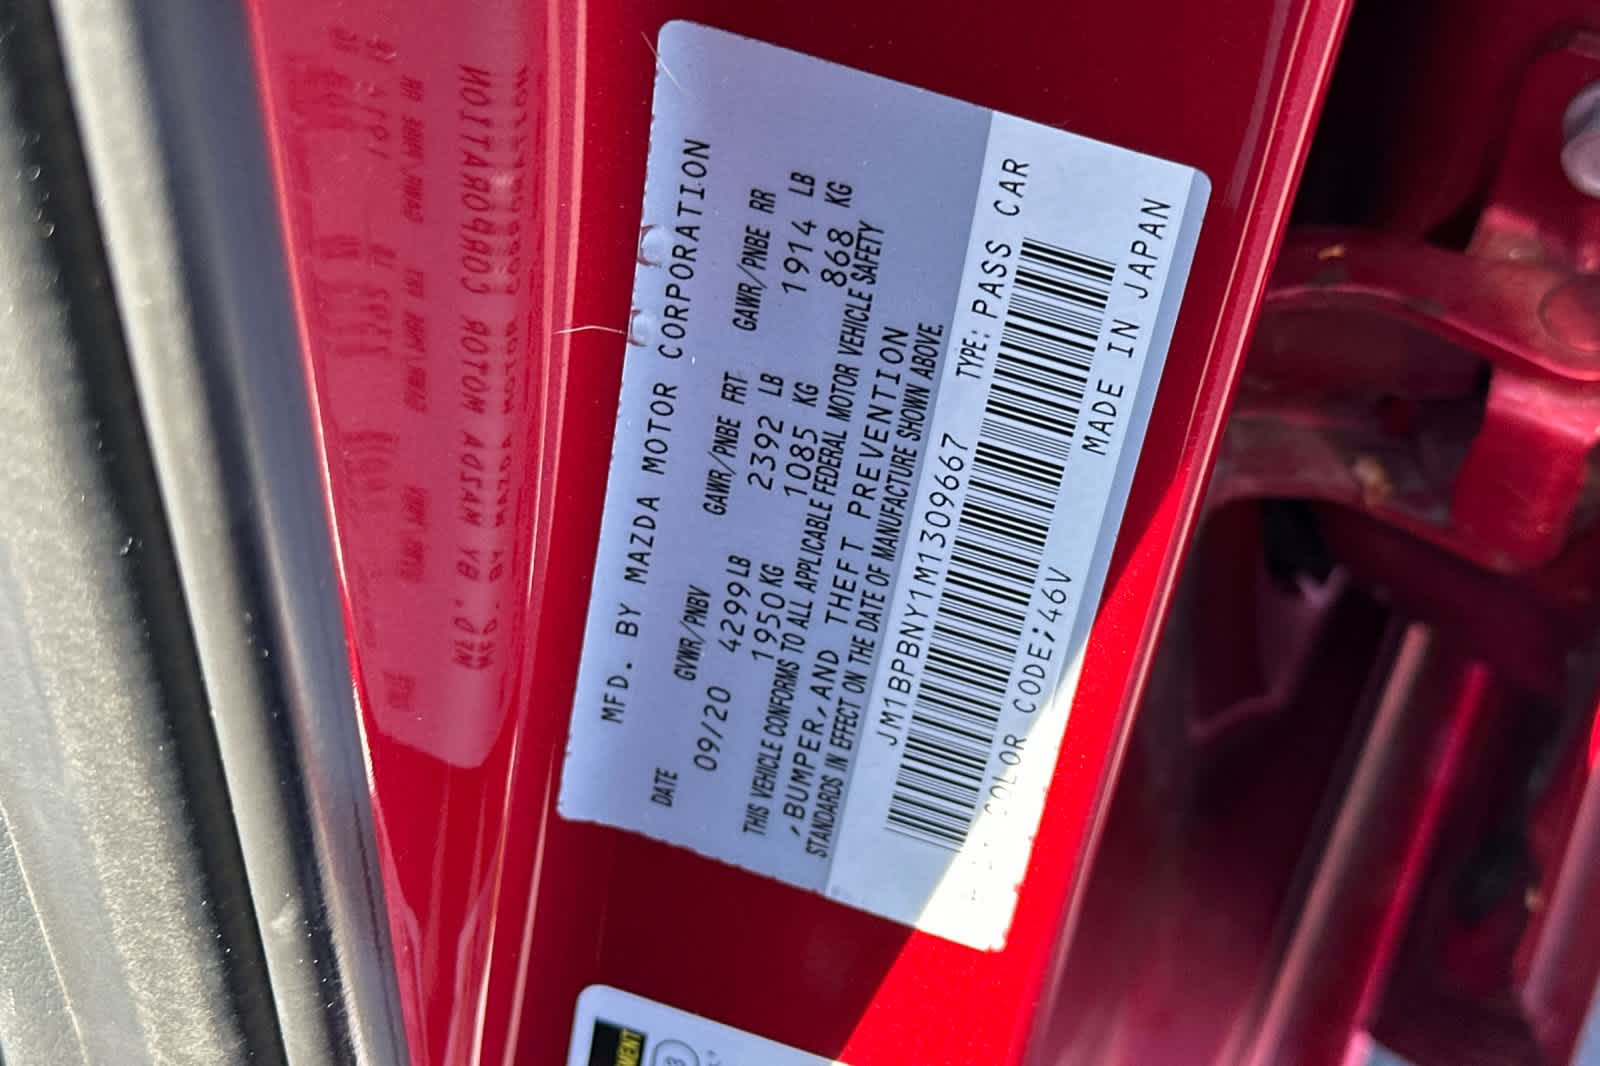 MFD. BY MAZDA MOTOR CORPORATION
DATE GVWR/PNBV GAWR/PNBE FRT GAWR/PNBE RR
09/20 4299LB 2392 LB 1914 LB
1950KG 1085 KG 868 KG
THIS VEHICLE CONFORMS TO ALL APPLICABLE FEDERAL MOTOR VEHICLE SAFETY
,BUMPER,AND THEFT PREVENTION
STANDARDS IN EFFECT ON THE DATE OF MANUFACTURE SHOWN ABOVE.
JM1BPBNY1M1309667 TYPE: PASS CAR
COLOR CODE;46V
MADE IN JAPAN